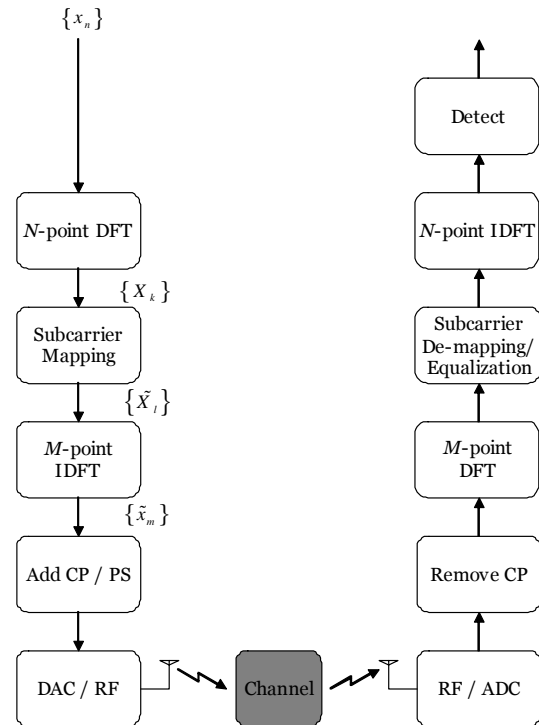 { x_n }
N-point DFT
{ X_k }
Subcarrier
Mapping
{ X̃_l }
M-point
IDFT
{ x̃_m }
Add CP / PS
DAC / RF
Channel
RF / ADC
Remove CP
M-point
DFT
Subcarrier
De-mapping/
Equalization
N-point IDFT
Detect